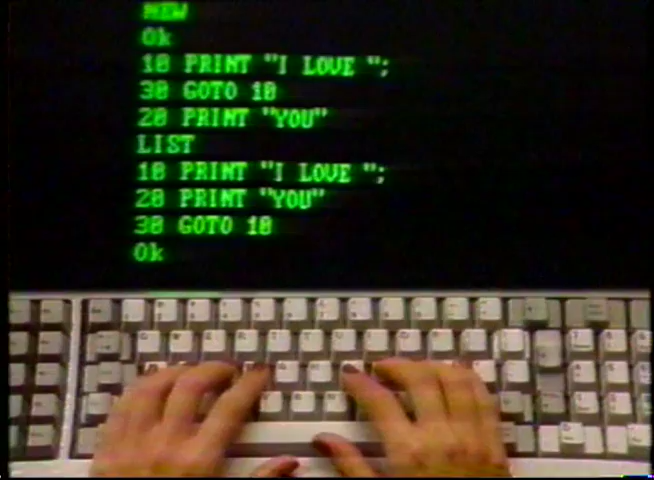 NEW
Ok
10 PRINT "I LOVE ";
30 GOTO 10
20 PRINT "YOU"
LIST
10 PRINT "I LOVE ";
20 PRINT "YOU"
30 GOTO 10
Ok